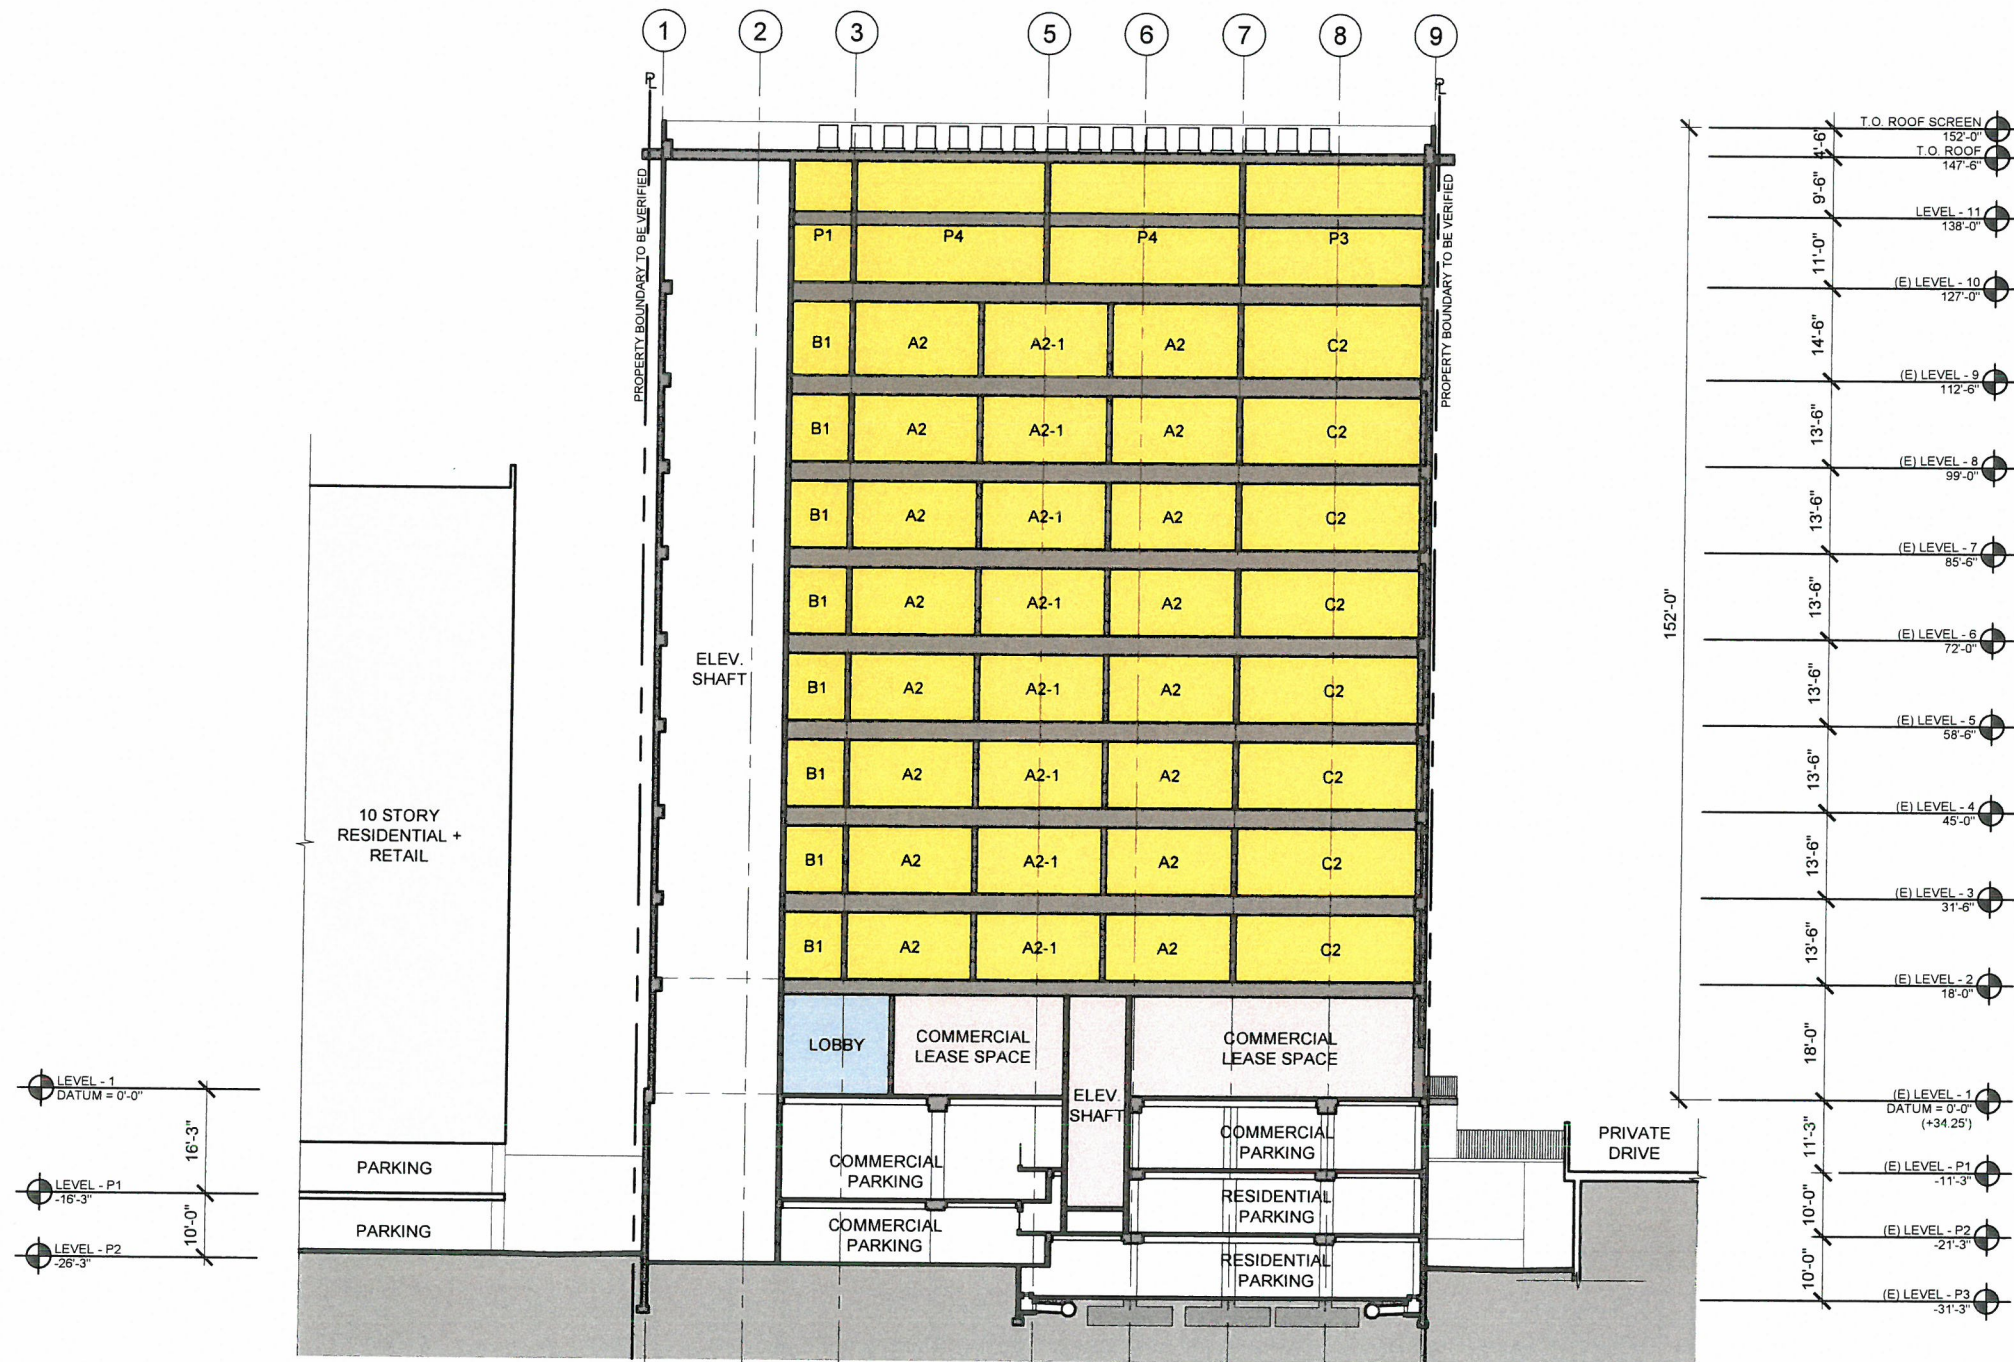 1 2 3 5 6 7 8 9
PL PL
T.O. ROOF SCREEN
152'-0"
4'-6"
T.O. ROOF
147'-6"
9'-6"
LEVEL - 11
138'-0"
11'-0"
(E) LEVEL - 10
127'-0"
14'-6"
(E) LEVEL - 9
112'-6"
13'-6"
(E) LEVEL - 8
99'-0"
13'-6"
(E) LEVEL - 7
85'-6"
13'-6"
(E) LEVEL - 6
72'-0"
13'-6"
(E) LEVEL - 5
58'-6"
13'-6"
(E) LEVEL - 4
45'-0"
13'-6"
(E) LEVEL - 3
31'-6"
13'-6"
(E) LEVEL - 2
18'-0"
18'-0"
(E) LEVEL - 1
DATUM = 0'-0"
(+34.25')
11'-3"
(E) LEVEL - P1
-11'-3"
10'-0"
(E) LEVEL - P2
-21'-3"
10'-0"
(E) LEVEL - P3
-31'-3"
152'-0"
PROPERTY BOUNDARY TO BE VERIFIED
PROPERTY BOUNDARY TO BE VERIFIED
P1 P4 P4 P3
B1 A2 A2-1 A2 C2
B1 A2 A2-1 A2 C2
B1 A2 A2-1 A2 C2
B1 A2 A2-1 A2 C2
B1 A2 A2-1 A2 C2
B1 A2 A2-1 A2 C2
B1 A2 A2-1 A2 C2
B1 A2 A2-1 A2 C2
ELEV.
SHAFT
10 STORY
RESIDENTIAL +
RETAIL
LOBBY
COMMERCIAL
LEASE SPACE
COMMERCIAL
LEASE SPACE
ELEV.
SHAFT
COMMERCIAL
PARKING
COMMERCIAL
PARKING
COMMERCIAL
PARKING
RESIDENTIAL
PARKING
RESIDENTIAL
PARKING
PRIVATE
DRIVE
PARKING
PARKING
LEVEL - 1
DATUM = 0'-0"
16'-3"
LEVEL - P1
-16'-3"
10'-0"
LEVEL - P2
-26'-3"